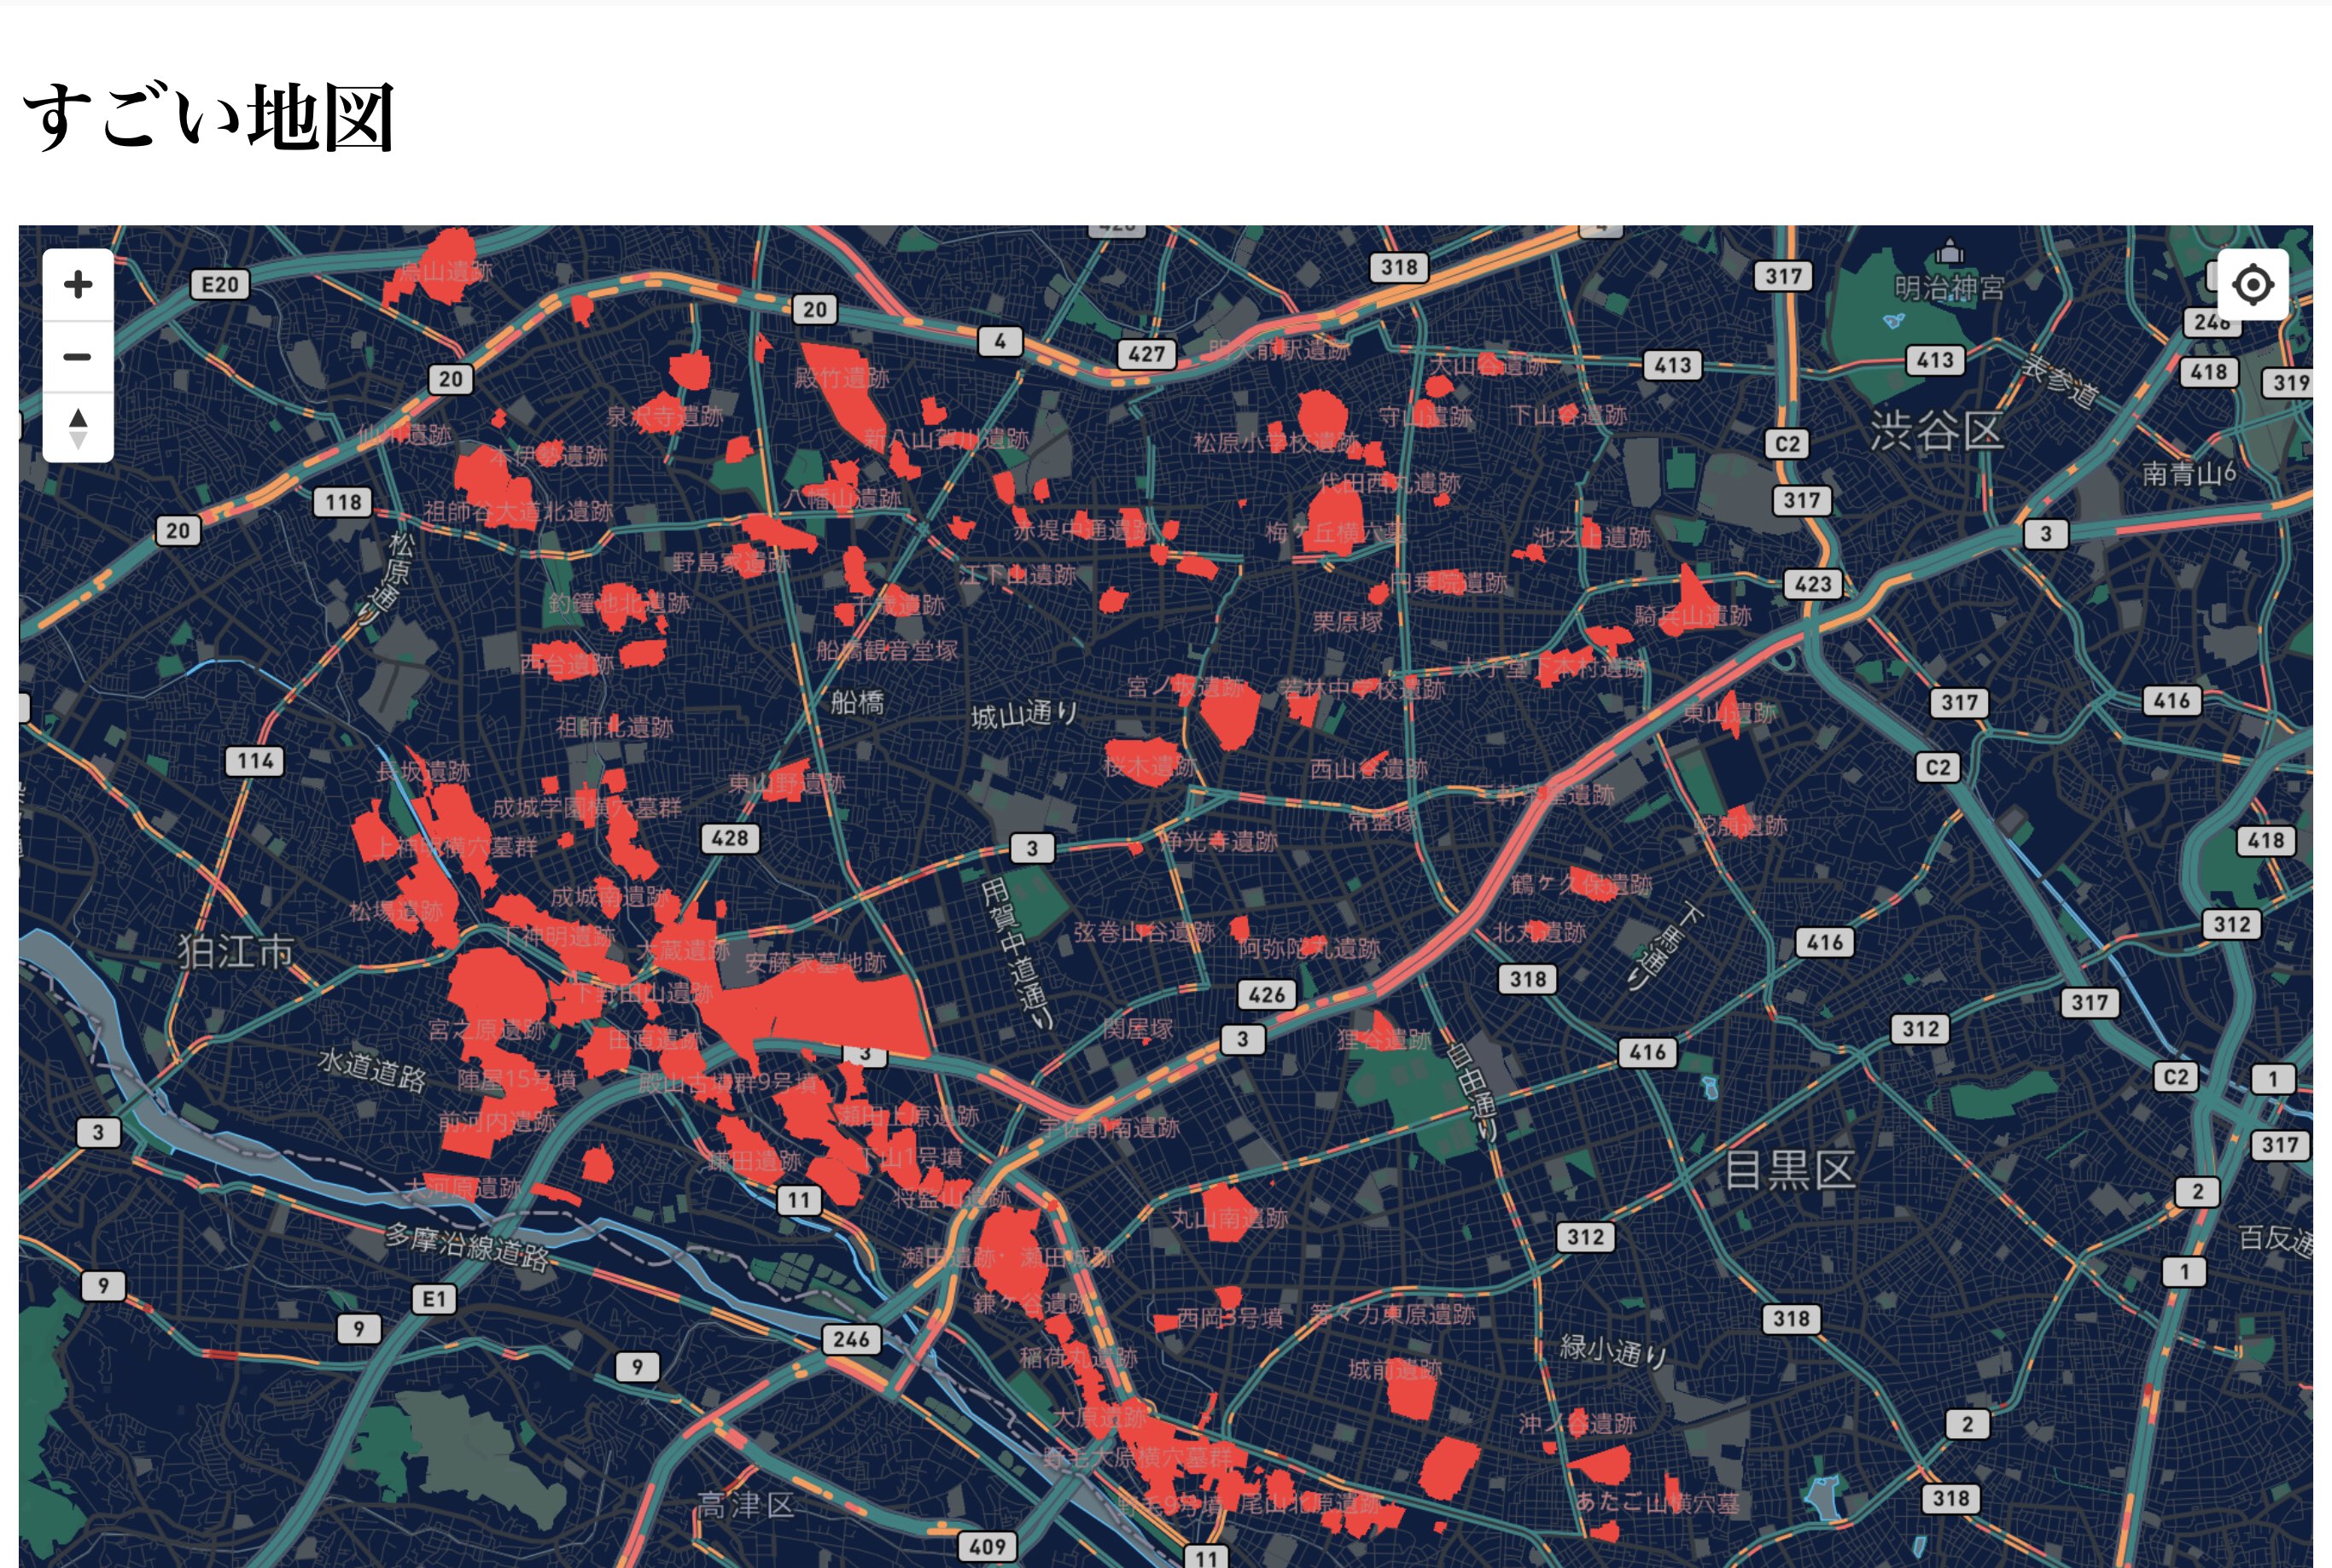 すごい地図
烏山遺跡
E20
318
317
明治神宮
20
4
427
明大前駅遺跡
413
413
246
418
319
表参道
20
殿竹遺跡
泉沢寺遺跡
守山遺跡
下山谷遺跡
新八山賀川遺跡
松原小学校遺跡
C2
渋谷区
仙川遺跡
本伊勢遺跡
南青山6
118
祖師谷大道北遺跡
八幡山遺跡
代田西丸遺跡
317
20
赤堤中通遺跡
梅ヶ丘横穴墓
池之上遺跡
3
松原通り
野鳥家遺跡
江下山遺跡
円乗院遺跡
423
釣鐘池北遺跡
千歳遺跡
栗原塚
騎兵山遺跡
西台遺跡
船橋観音堂塚
太子堂下本村遺跡
船橋
城山通り
宮ノ坂遺跡
若林中学校遺跡
東山遺跡
317
416
祖師北遺跡
114
長坂遺跡
東山野遺跡
桜木遺跡
西山谷遺跡
C2
成城学園横穴墓群
三軒茶屋遺跡
常盤塚
蛇崩遺跡
上神明横穴墓群
428
3
浄光寺遺跡
418
松場遺跡
成城南遺跡
鶴ケ久保遺跡
用賀中道通り
下馬通り
312
狛江市
下神明遺跡
大蔵遺跡
安藤家墓地跡
弦巻山谷遺跡
阿弥陀丸遺跡
北丸遺跡
416
下野田山遺跡
318
426
317
宮之原遺跡
田直遺跡
関屋塚
3
狸谷遺跡
312
水道道路
3
416
自由通り
陣屋15号墳
殿山古墳群9号墳
C2
1
前河内遺跡
瀬田上原遺跡
宇佐前南遺跡
3
317
鎌田遺跡
下山1号墳
目黒区
大河原遺跡
11
将監山遺跡
2
丸山南遺跡
多摩沿線道路
312
百反通
瀬田遺跡・瀬田城跡
9
E1
1
鎌ケ谷遺跡
西岡3号墳
等々力東原遺跡
318
9
246
緑小通り
9
稲荷丸遺跡
城前遺跡
大原遺跡
沖ノ谷遺跡
2
野毛大原横穴墓群
高津区
野毛9号墳
尾山北原遺跡
あたご山横穴墓
318
409
11